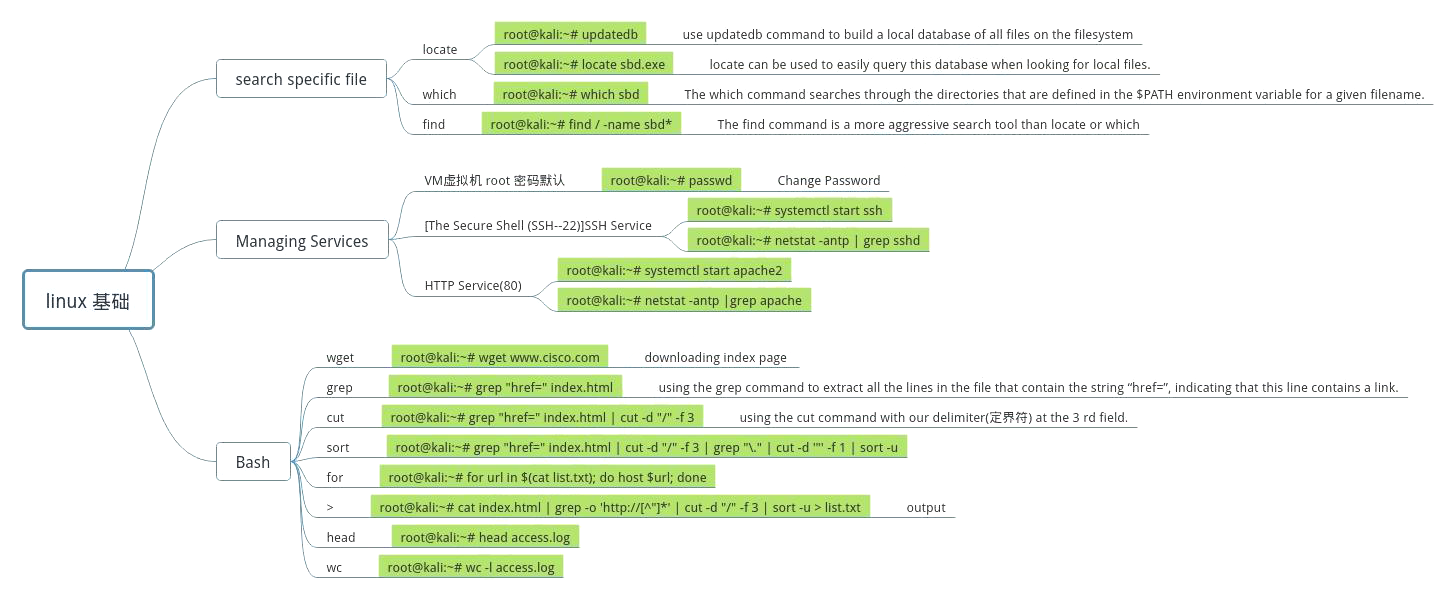 linux 基础
search specific file
locate
root@kali:~# updatedb
use updatedb command to build a local database of all files on the filesystem
root@kali:~# locate sbd.exe
locate can be used to easily query this database when looking for local files.
which
root@kali:~# which sbd
The which command searches through the directories that are defined in the $PATH environment variable for a given filename.
find
root@kali:~# find / -name sbd*
The find command is a more aggressive search tool than locate or which
Managing Services
VM虚拟机 root 密码默认
root@kali:~# passwd
Change Password
[The Secure Shell (SSH--22)]SSH Service
root@kali:~# systemctl start ssh
root@kali:~# netstat -antp | grep sshd
HTTP Service(80)
root@kali:~# systemctl start apache2
root@kali:~# netstat -antp |grep apache
Bash
wget
root@kali:~# wget www.cisco.com
downloading index page
grep
root@kali:~# grep "href=" index.html
using the grep command to extract all the lines in the file that contain the string “href=”, indicating that this line contains a link.
cut
root@kali:~# grep "href=" index.html | cut -d "/" -f 3
using the cut command with our delimiter(定界符) at the 3 rd field.
sort
root@kali:~# grep "href=" index.html | cut -d "/" -f 3 | grep "\." | cut -d '"' -f 1 | sort -u
for
root@kali:~# for url in $(cat list.txt); do host $url; done
>
root@kali:~# cat index.html | grep -o 'http://[^"]*' | cut -d "/" -f 3 | sort -u > list.txt
output
head
root@kali:~# head access.log
wc
root@kali:~# wc -l access.log